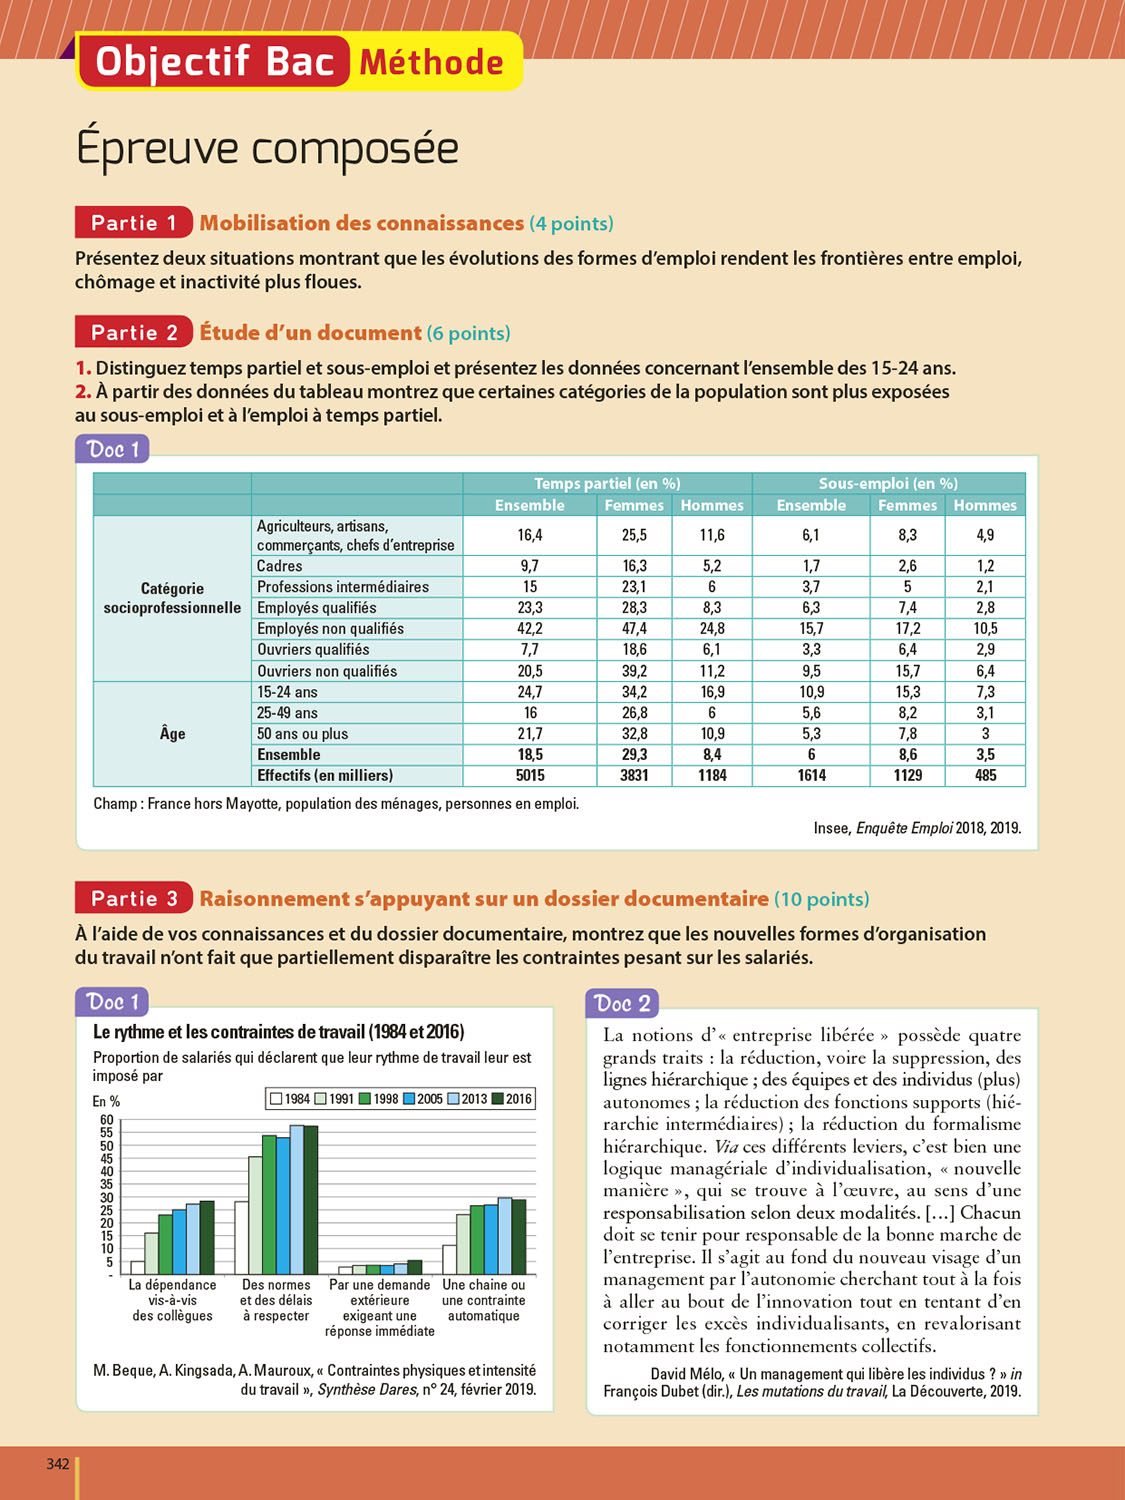 Objectif Bac Méthode
Épreuve composée
Partie 1 Mobilisation des connaissances (4 points)
Présentez deux situations montrant que les évolutions des formes d’emploi rendent les frontières entre emploi,
chômage et inactivité plus floues.
Partie 2 Étude d’un document (6 points)
1. Distinguez temps partiel et sous-emploi et présentez les données concernant l’ensemble des 15-24 ans.
2. À partir des données du tableau montrez que certaines catégories de la population sont plus exposées
au sous-emploi et à l’emploi à temps partiel.
Doc 1
Temps partiel (en %) Sous-emploi (en %)
Ensemble Femmes Hommes Ensemble Femmes Hommes
Catégorie
socioprofessionnelle
Agriculteurs, artisans,
commerçants, chefs d’entreprise 16,4 25,5 11,6 6,1 8,3 4,9
Cadres 9,7 16,3 5,2 1,7 2,6 1,2
Professions intermédiaires 15 23,1 6 3,7 5 2,1
Employés qualifiés 23,3 28,3 8,3 6,3 7,4 2,8
Employés non qualifiés 42,2 47,4 24,8 15,7 17,2 10,5
Ouvriers qualifiés 7,7 18,6 6,1 3,3 6,4 2,9
Ouvriers non qualifiés 20,5 39,2 11,2 9,5 15,7 6,4
Âge
15-24 ans 24,7 34,2 16,9 10,9 15,3 7,3
25-49 ans 16 26,8 6 5,6 8,2 3,1
50 ans ou plus 21,7 32,8 10,9 5,3 7,8 3
Ensemble 18,5 29,3 8,4 6 8,6 3,5
Effectifs (en milliers) 5015 3831 1184 1614 1129 485
Champ : France hors Mayotte, population des ménages, personnes en emploi.
Insee, Enquête Emploi 2018, 2019.
Partie 3 Raisonnement s’appuyant sur un dossier documentaire (10 points)
À l’aide de vos connaissances et du dossier documentaire, montrez que les nouvelles formes d’organisation
du travail n’ont fait que partiellement disparaître les contraintes pesant sur les salariés.
Doc 1
Le rythme et les contraintes de travail (1984 et 2016)
Proportion de salariés qui déclarent que leur rythme de travail leur est
imposé par
En %
1984 1991 1998 2005 2013 2016
60
55
50
45
40
35
30
25
20
15
10
5
-
La dépendance
vis-à-vis
des collègues
Des normes
et des délais
à respecter
Par une demande
extérieure
exigeant une
réponse immédiate
Une chaine ou
une contrainte
automatique
M. Beque, A. Kingsada, A. Mauroux, « Contraintes physiques et intensité
du travail », Synthèse Dares, n° 24, février 2019.
Doc 2
La notions d’« entreprise libérée » possède quatre
grands traits : la réduction, voire la suppression, des
lignes hiérarchique ; des équipes et des individus (plus)
autonomes ; la réduction des fonctions supports (hié-
rarchie intermédiaires) ; la réduction du formalisme
hiérarchique. Via ces différents leviers, c’est bien une
logique managériale d’individualisation, « nouvelle
manière », qui se trouve à l’œuvre, au sens d’une
responsabilisation selon deux modalités. […] Chacun
doit se tenir pour responsable de la bonne marche de
l’entreprise. Il s’agit au fond du nouveau visage d’un
management par l’autonomie cherchant tout à la fois
à aller au bout de l’innovation tout en tentant d’en
corriger les excès individualisants, en revalorisant
notamment les fonctionnements collectifs.
David Mélo, « Un management qui libère les individus ? » in
François Dubet (dir.), Les mutations du travail, La Découverte, 2019.
342